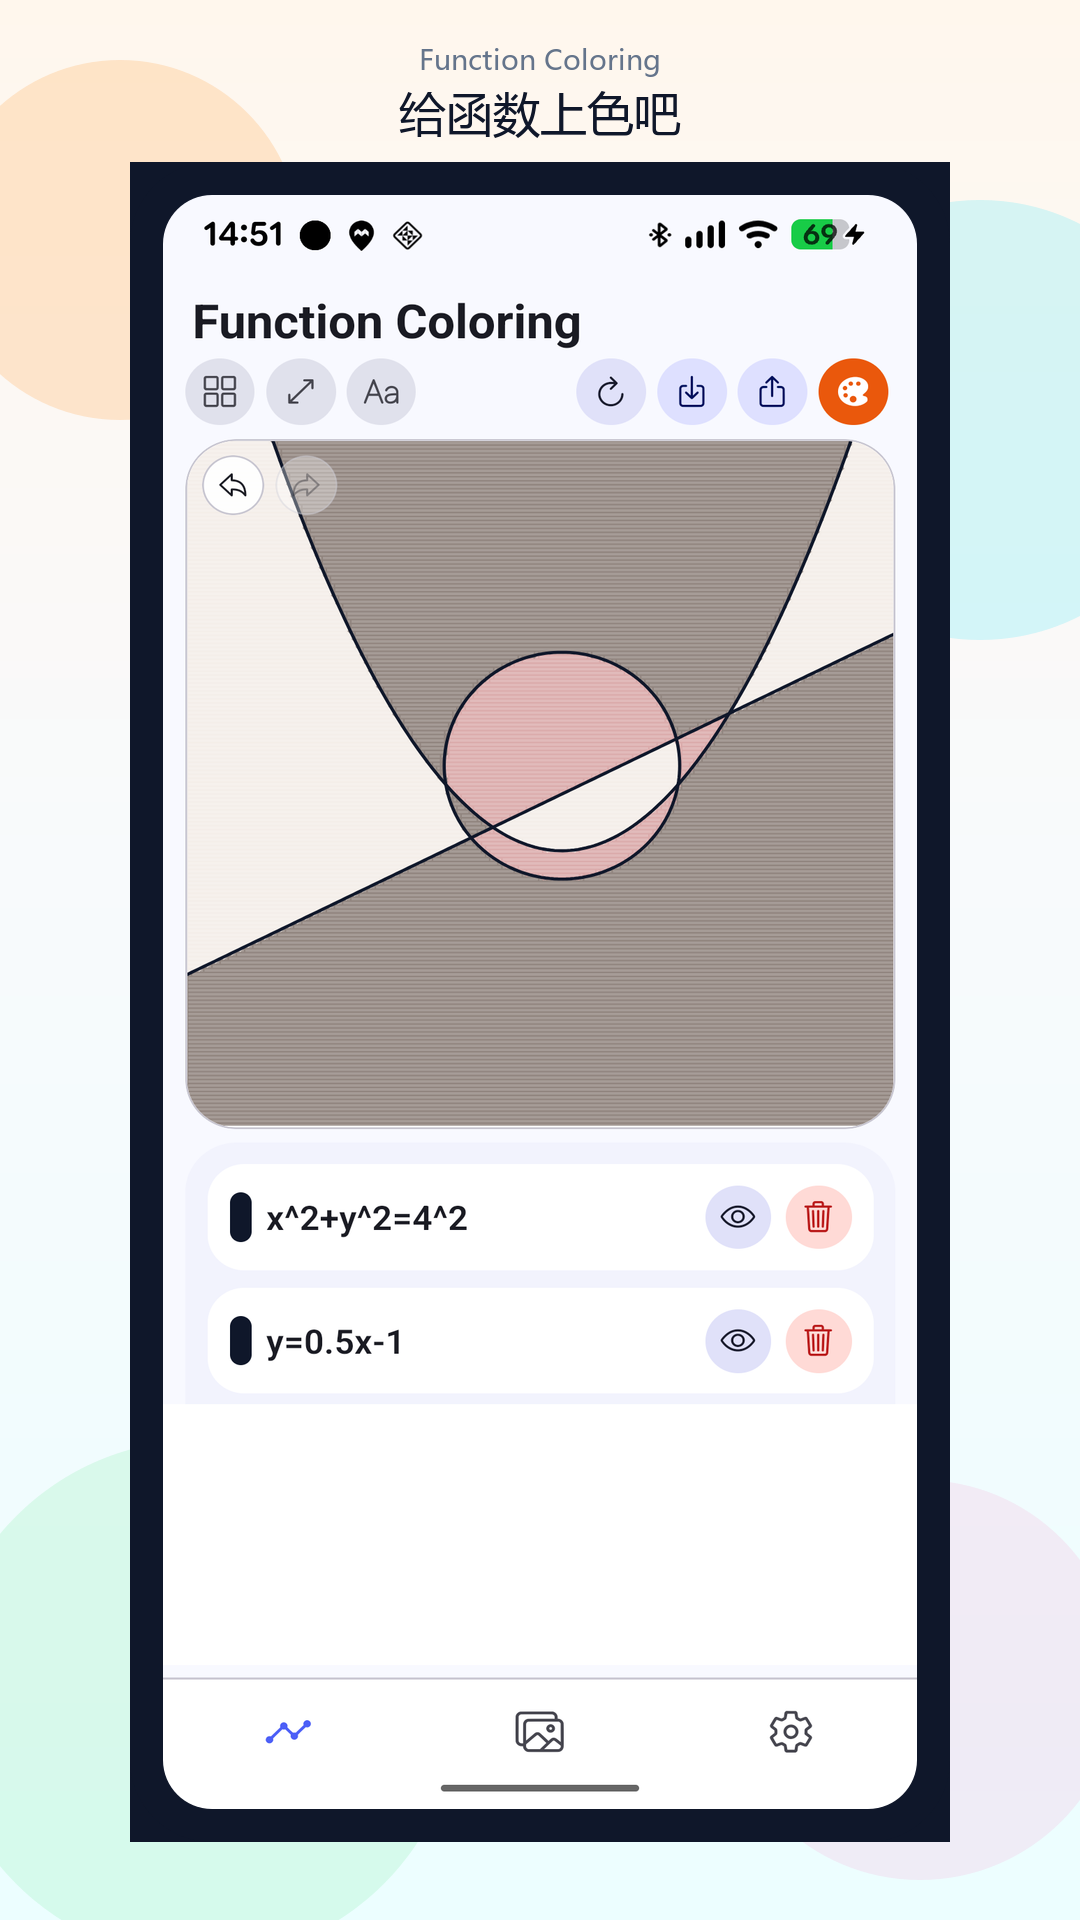 Function Coloring
给函数上色吧
14:51
69
Function Coloring
Aa
x^2+y^2=4^2
y=0.5x-1